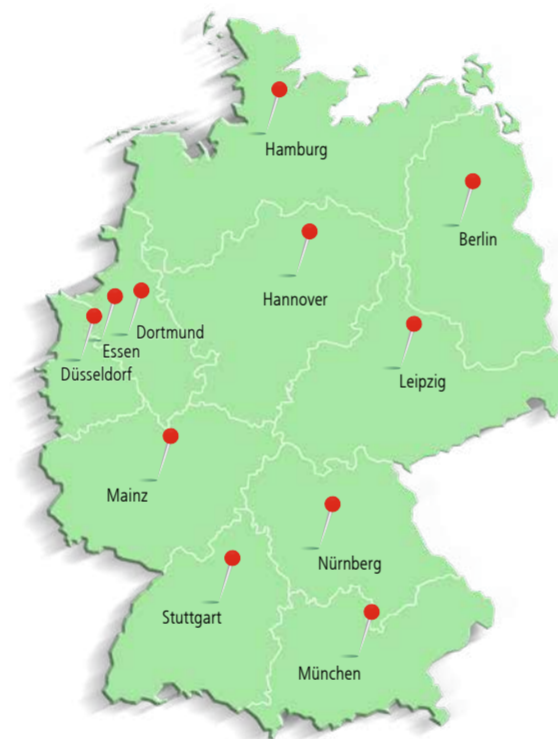 Hamburg
Berlin
Hannover
Dortmund
Essen
Düsseldorf
Leipzig
Mainz
Nürnberg
Stuttgart
München